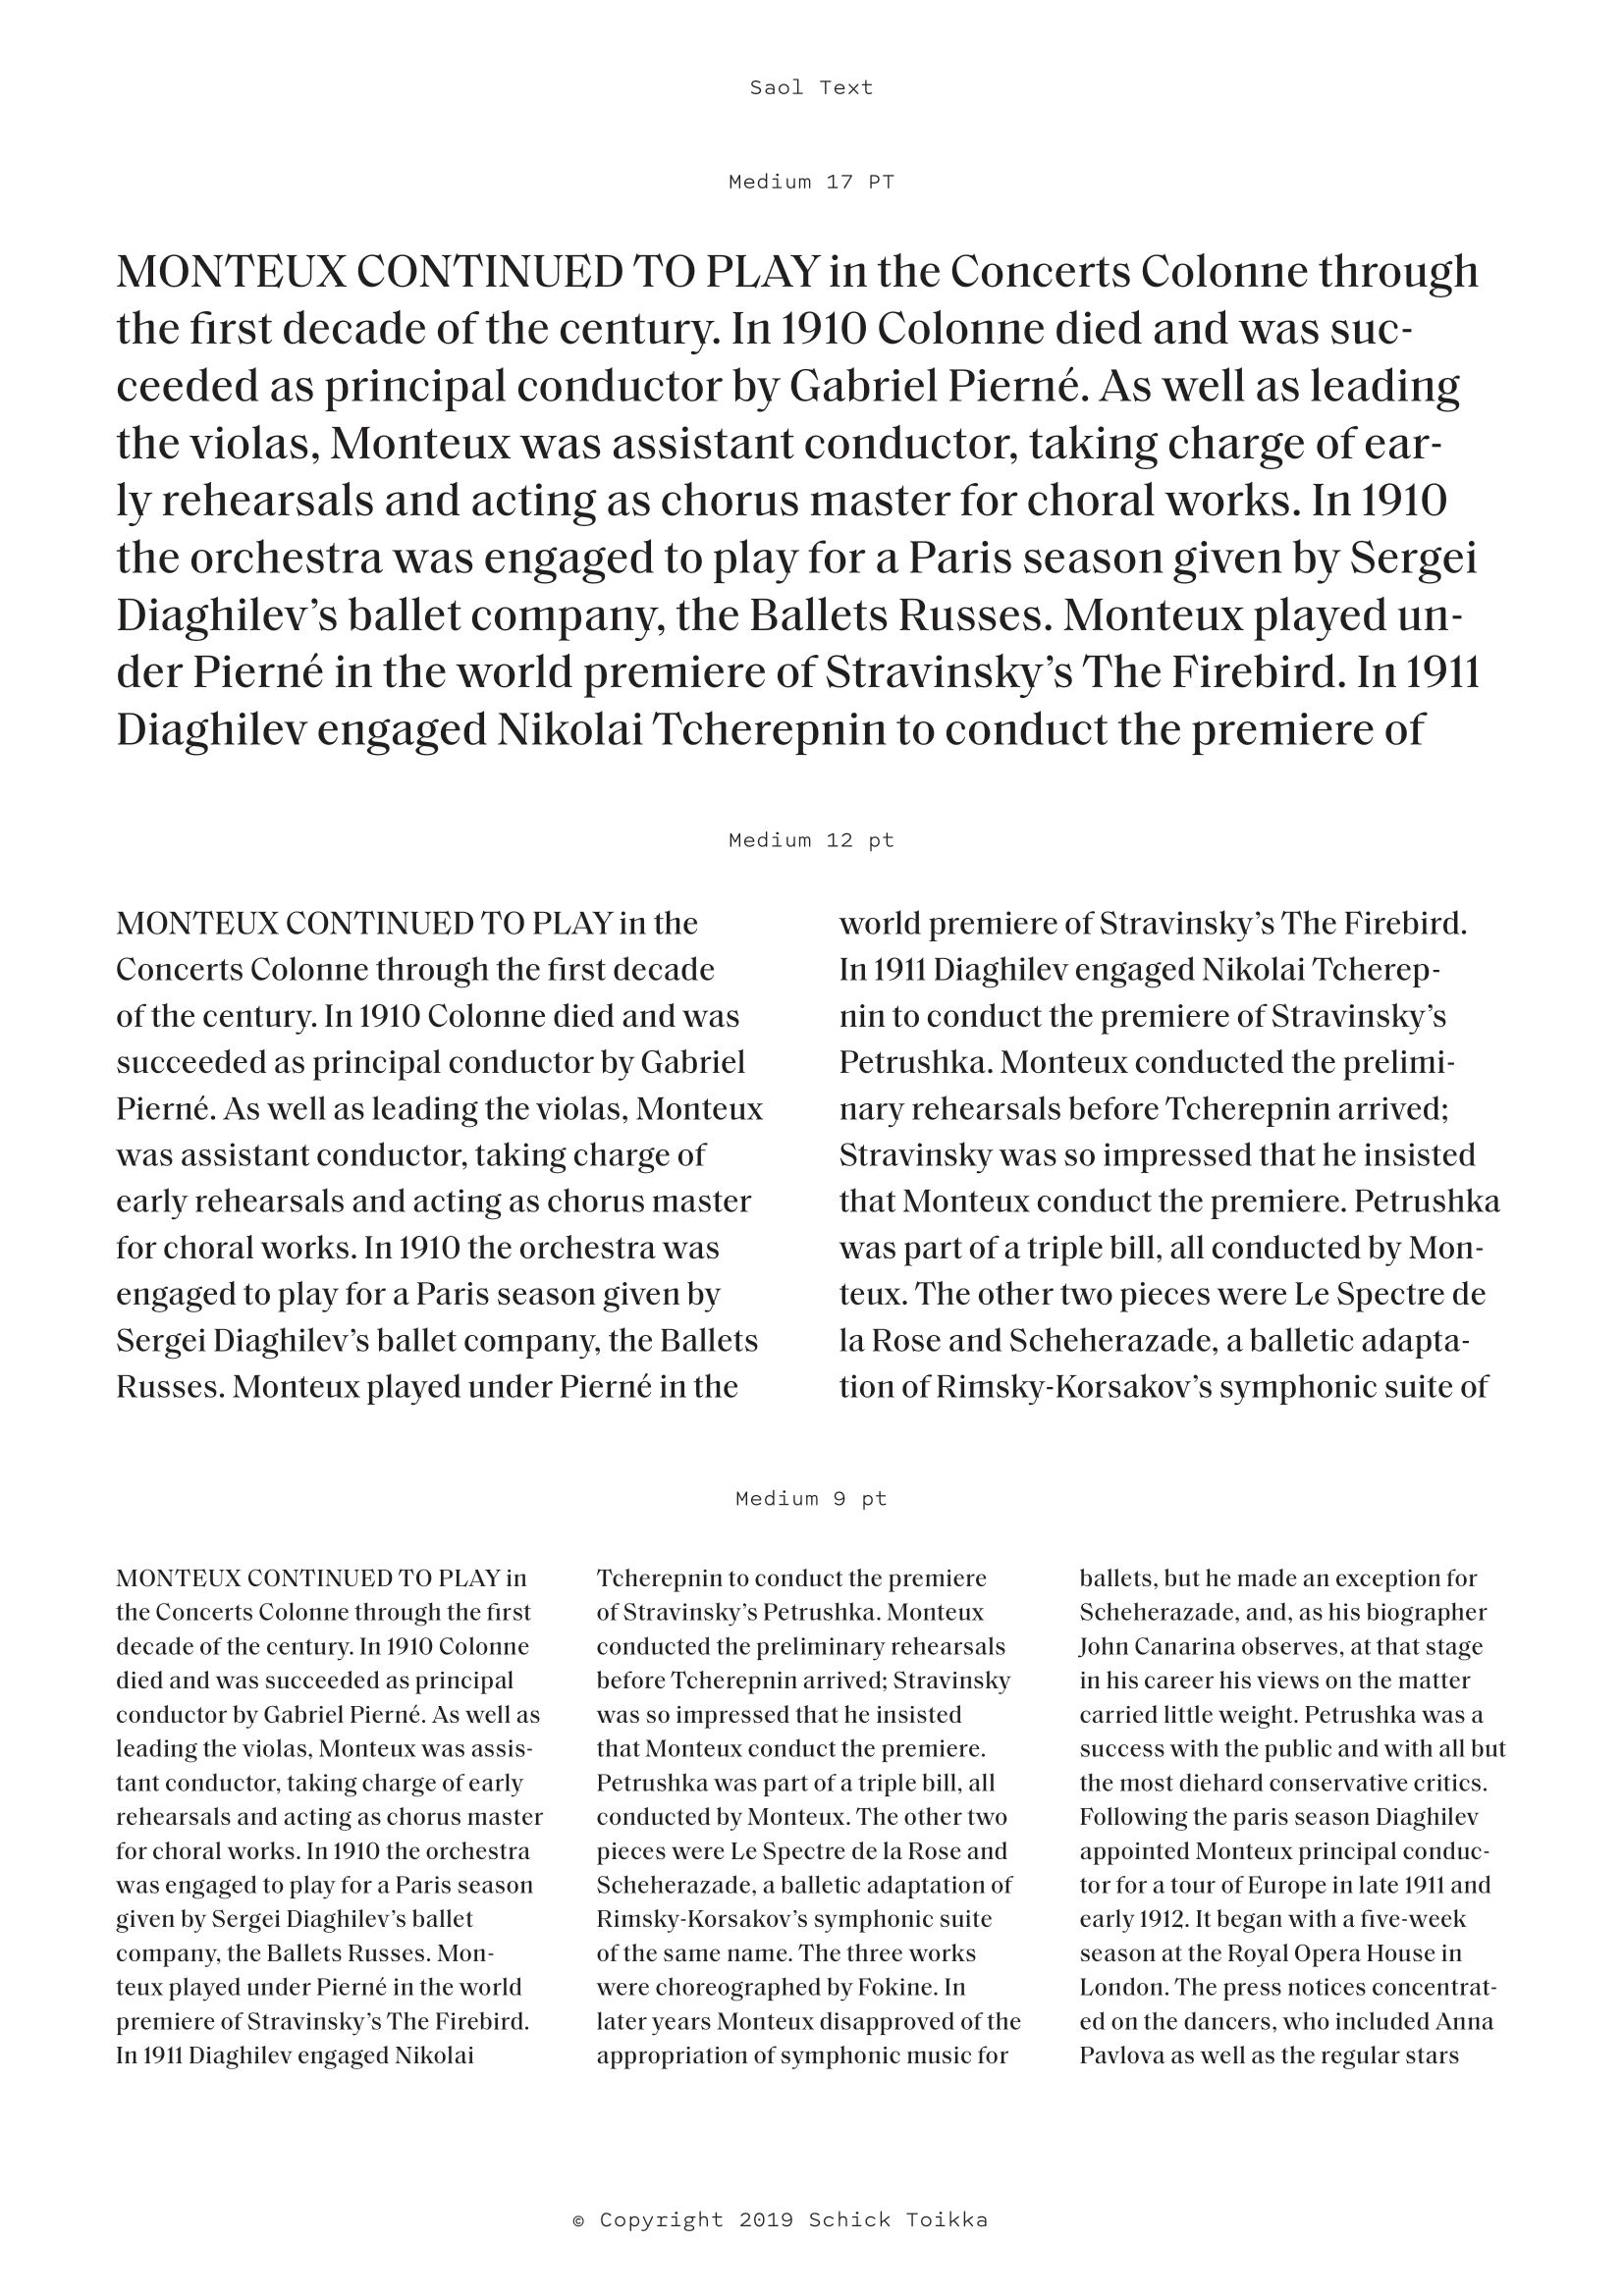 Saol Text
Medium 17 PT
MONTEUX CONTINUED TO PLAY in the Concerts Colonne through
the first decade of the century. In 1910 Colonne died and was suc-
ceeded as principal conductor by Gabriel Pierné. As well as leading
the violas, Monteux was assistant conductor, taking charge of ear-
ly rehearsals and acting as chorus master for choral works. In 1910
the orchestra was engaged to play for a Paris season given by Sergei
Diaghilev’s ballet company, the Ballets Russes. Monteux played un-
der Pierné in the world premiere of Stravinsky’s The Firebird. In 1911
Diaghilev engaged Nikolai Tcherepnin to conduct the premiere of
Medium 12 pt
MONTEUX CONTINUED TO PLAY in the
Concerts Colonne through the first decade
of the century. In 1910 Colonne died and was
succeeded as principal conductor by Gabriel
Pierné. As well as leading the violas, Monteux
was assistant conductor, taking charge of
early rehearsals and acting as chorus master
for choral works. In 1910 the orchestra was
engaged to play for a Paris season given by
Sergei Diaghilev’s ballet company, the Ballets
Russes. Monteux played under Pierné in the
world premiere of Stravinsky’s The Firebird.
In 1911 Diaghilev engaged Nikolai Tcherep-
nin to conduct the premiere of Stravinsky’s
Petrushka. Monteux conducted the prelimi-
nary rehearsals before Tcherepnin arrived;
Stravinsky was so impressed that he insisted
that Monteux conduct the premiere. Petrushka
was part of a triple bill, all conducted by Mon-
teux. The other two pieces were Le Spectre de
la Rose and Scheherazade, a balletic adapta-
tion of Rimsky-Korsakov’s symphonic suite of
Medium 9 pt
MONTEUX CONTINUED TO PLAY in
the Concerts Colonne through the first
decade of the century. In 1910 Colonne
died and was succeeded as principal
conductor by Gabriel Pierné. As well as
leading the violas, Monteux was assis-
tant conductor, taking charge of early
rehearsals and acting as chorus master
for choral works. In 1910 the orchestra
was engaged to play for a Paris season
given by Sergei Diaghilev’s ballet
company, the Ballets Russes. Mon-
teux played under Pierné in the world
premiere of Stravinsky’s The Firebird.
In 1911 Diaghilev engaged Nikolai
Tcherepnin to conduct the premiere
of Stravinsky’s Petrushka. Monteux
conducted the preliminary rehearsals
before Tcherepnin arrived; Stravinsky
was so impressed that he insisted
that Monteux conduct the premiere.
Petrushka was part of a triple bill, all
conducted by Monteux. The other two
pieces were Le Spectre de la Rose and
Scheherazade, a balletic adaptation of
Rimsky-Korsakov’s symphonic suite
of the same name. The three works
were choreographed by Fokine. In
later years Monteux disapproved of the
appropriation of symphonic music for
ballets, but he made an exception for
Scheherazade, and, as his biographer
John Canarina observes, at that stage
in his career his views on the matter
carried little weight. Petrushka was a
success with the public and with all but
the most diehard conservative critics.
Following the paris season Diaghilev
appointed Monteux principal conduc-
tor for a tour of Europe in late 1911 and
early 1912. It began with a five-week
season at the Royal Opera House in
London. The press notices concentrat-
ed on the dancers, who included Anna
Pavlova as well as the regular stars
© Copyright 2019 Schick Toikka